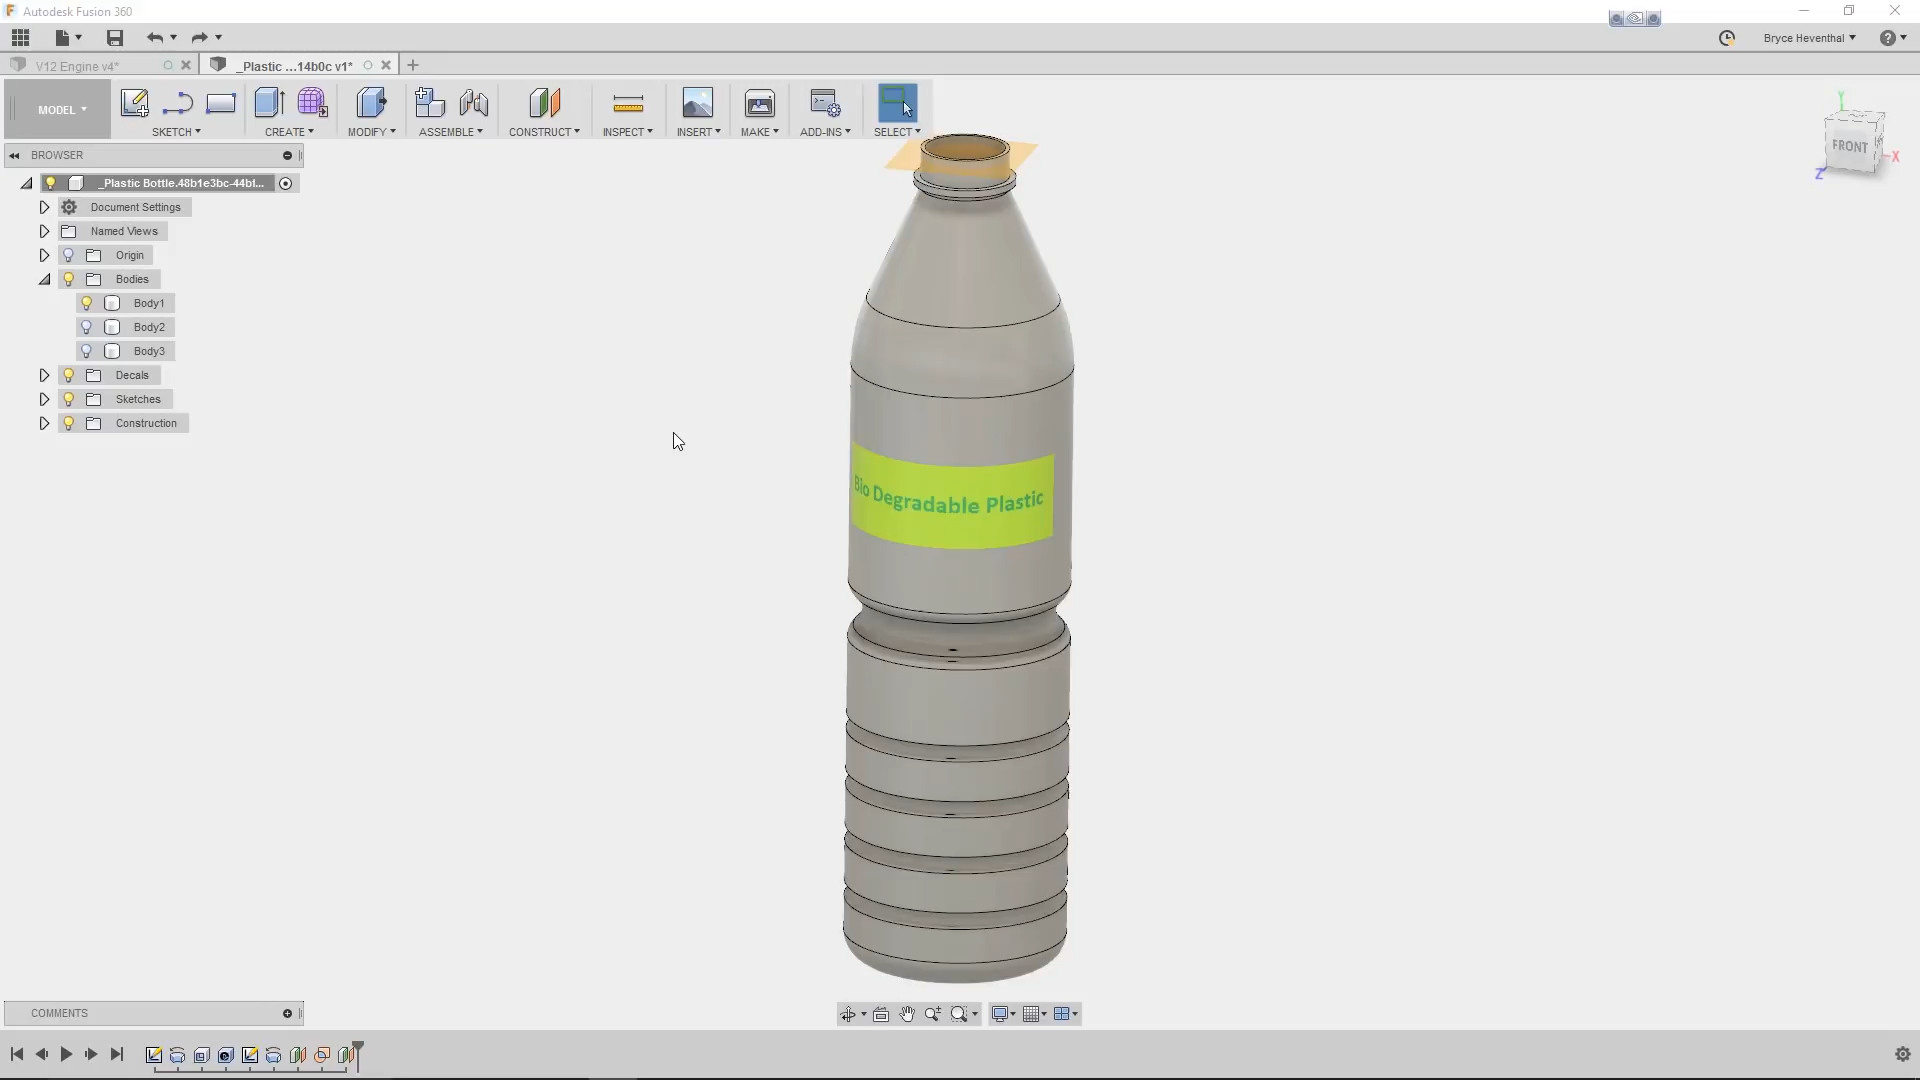 Autodesk Fusion 360
Bryce Heventhal
V12 Engine v4*
_Plastic ...14b0c v1*
MODEL
SKETCH
CREATE
MODIFY
ASSEMBLE
CONSTRUCT
INSPECT
INSERT
MAKE
ADD-INS
SELECT
Y
FRONT
X
Z
BROWSER
_Plastic Bottle.48b1e3bc-44bf...
Document Settings
Named Views
Origin
Bodies
Body1
Body2
Body3
Decals
Sketches
Construction
Bio Degradable Plastic
COMMENTS